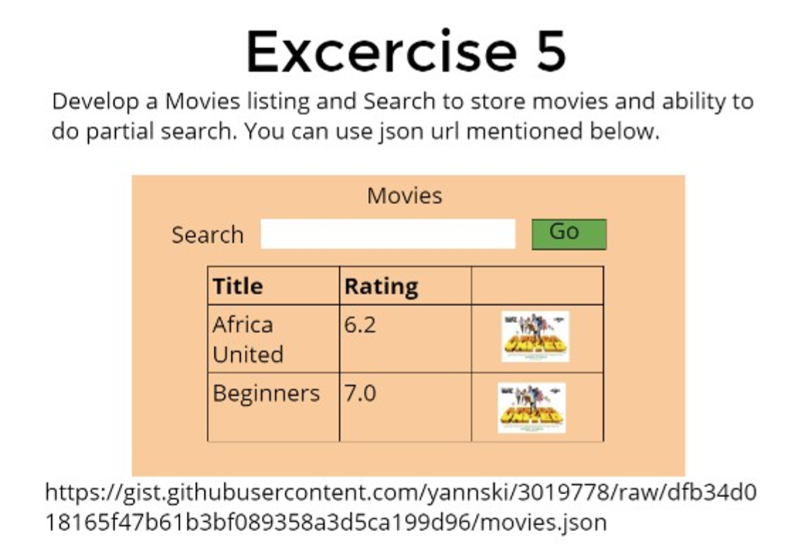 Excercise 5
Develop a Movies listing and Search to store movies and ability to
do partial search. You can use json url mentioned below.
Movies
Search Go
Title Rating
Africa United 6.2
Beginners 7.0
https://gist.githubusercontent.com/yannski/3019778/raw/dfb34d0
18165f47b61b3bf089358a3d5ca199d96/movies.json